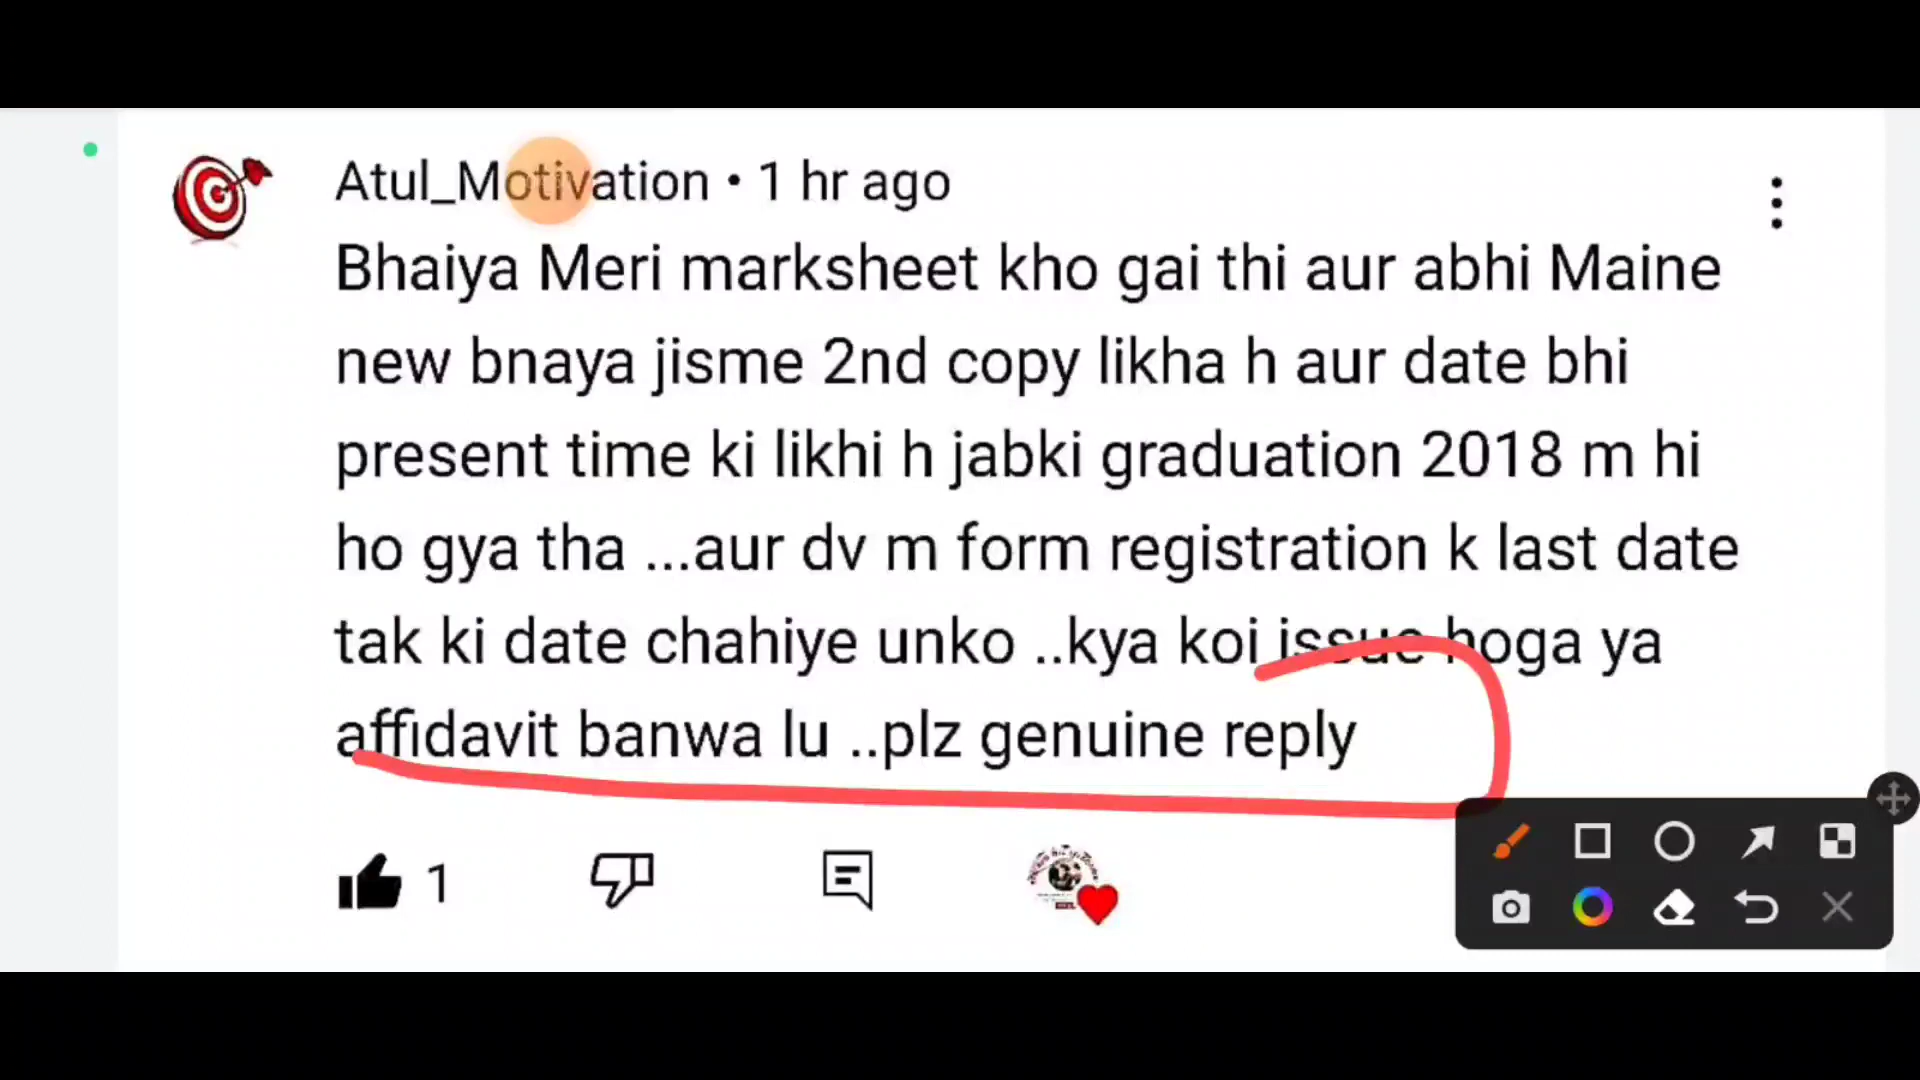 Atul_Motivation • 1 hr ago
Bhaiya Meri marksheet kho gai thi aur abhi Maine
new bnaya jisme 2nd copy likha h aur date bhi
present time ki likhi h jabki graduation 2018 m hi
ho gya tha ...aur dv m form registration k last date
tak ki date chahiye unko ..kya koi issue hoga ya
affidavit banwa lu ..plz genuine reply
1